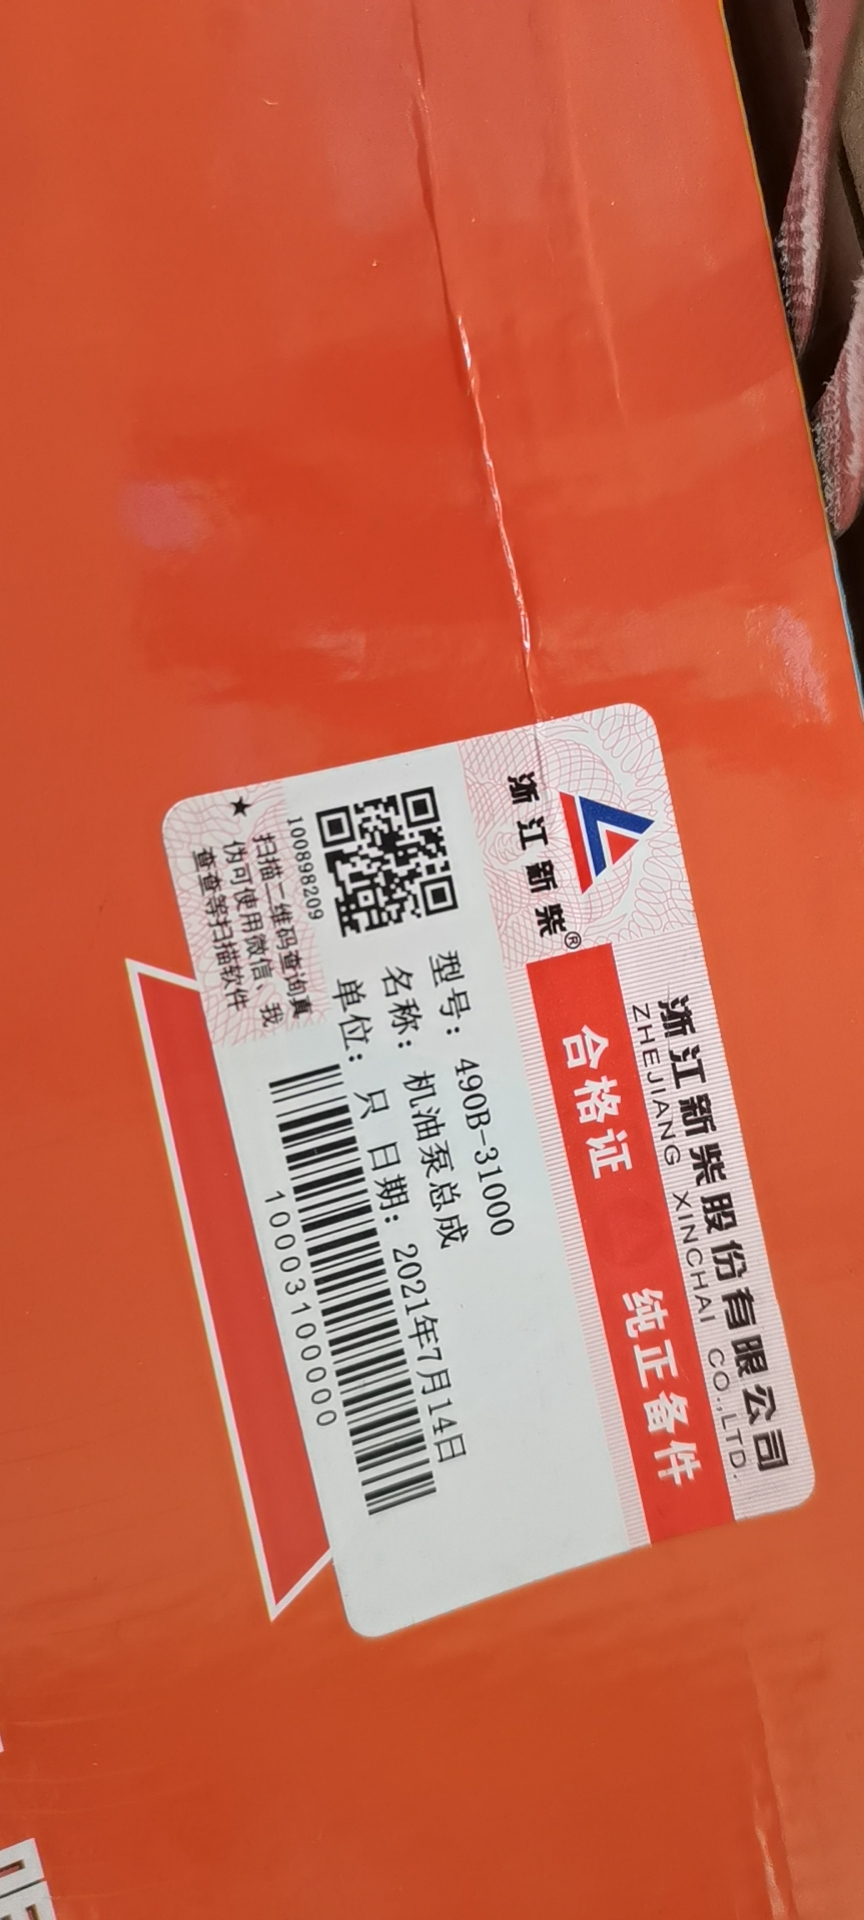 浙江新柴®
浙江新柴股份有限公司
ZHEJIANG XINCHAI CO.,LTD.
合格证 纯正备件
型号: 490B-31000
名称: 机油泵总成
单位: 只 日期: 2021年7月14日
100898209
★ 扫描二维码查询真
伪可使用微信、我
查查等扫描软件
10003100000